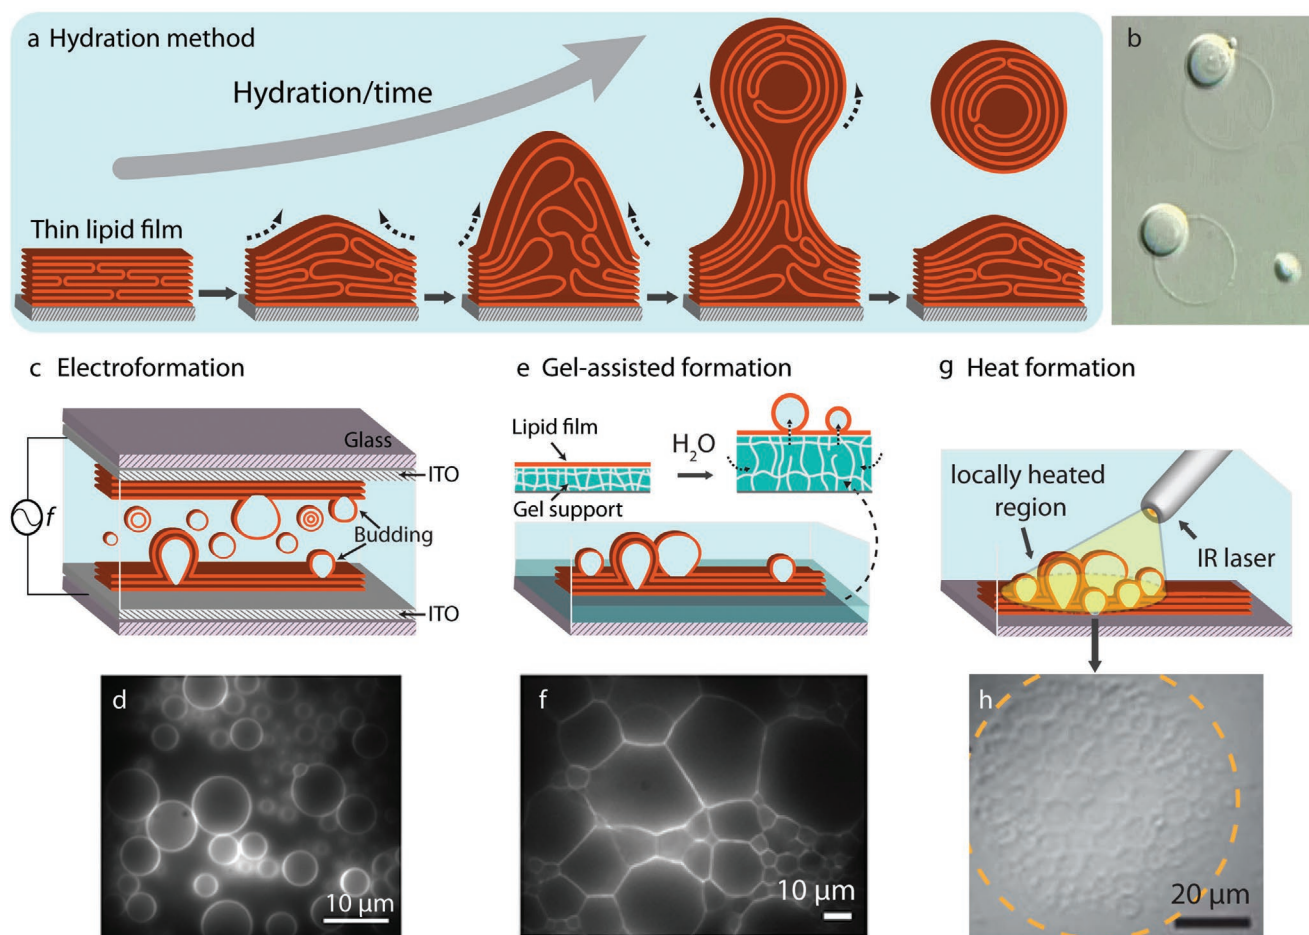 a Hydration method
Hydration/time
Thin lipid film
b
c Electroformation
Glass
ITO
f
Budding
ITO
d
10 µm
e Gel-assisted formation
Lipid film
H₂O
Gel support
f
10 µm
g Heat formation
locally heated
region
IR laser
h
20 µm